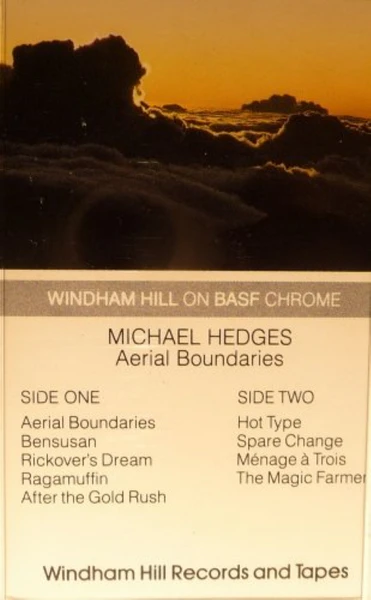 WINDHAM HILL ON BASF CHROME
MICHAEL HEDGES
Aerial Boundaries
SIDE ONE
Aerial Boundaries
Bensusan
Rickover's Dream
Ragamuffin
After the Gold Rush
SIDE TWO
Hot Type
Spare Change
Ménage à Trois
The Magic Farmer
Windham Hill Records and Tapes